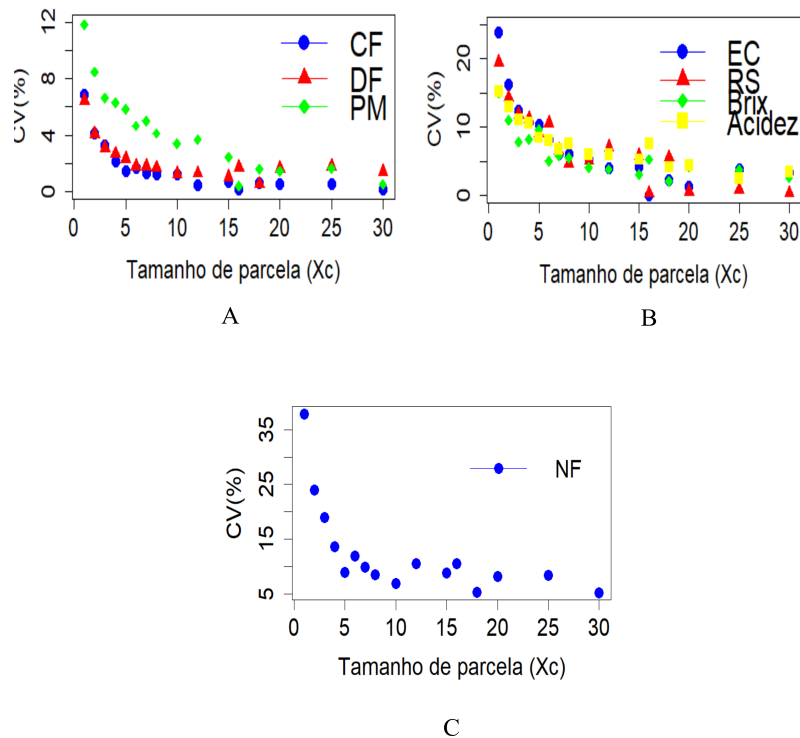 12
8
4
0
CV(%)
CF
DF
PM
0 5 10 15 20 25 30
Tamanho de parcela (Xc)
A
20
10
0
CV(%)
EC
RS
Brix
Acidez
0 5 10 15 20 25 30
Tamanho de parcela (Xc)
B
35
25
15
5
CV(%)
NF
0 5 10 15 20 25 30
Tamanho de parcela (Xc)
C